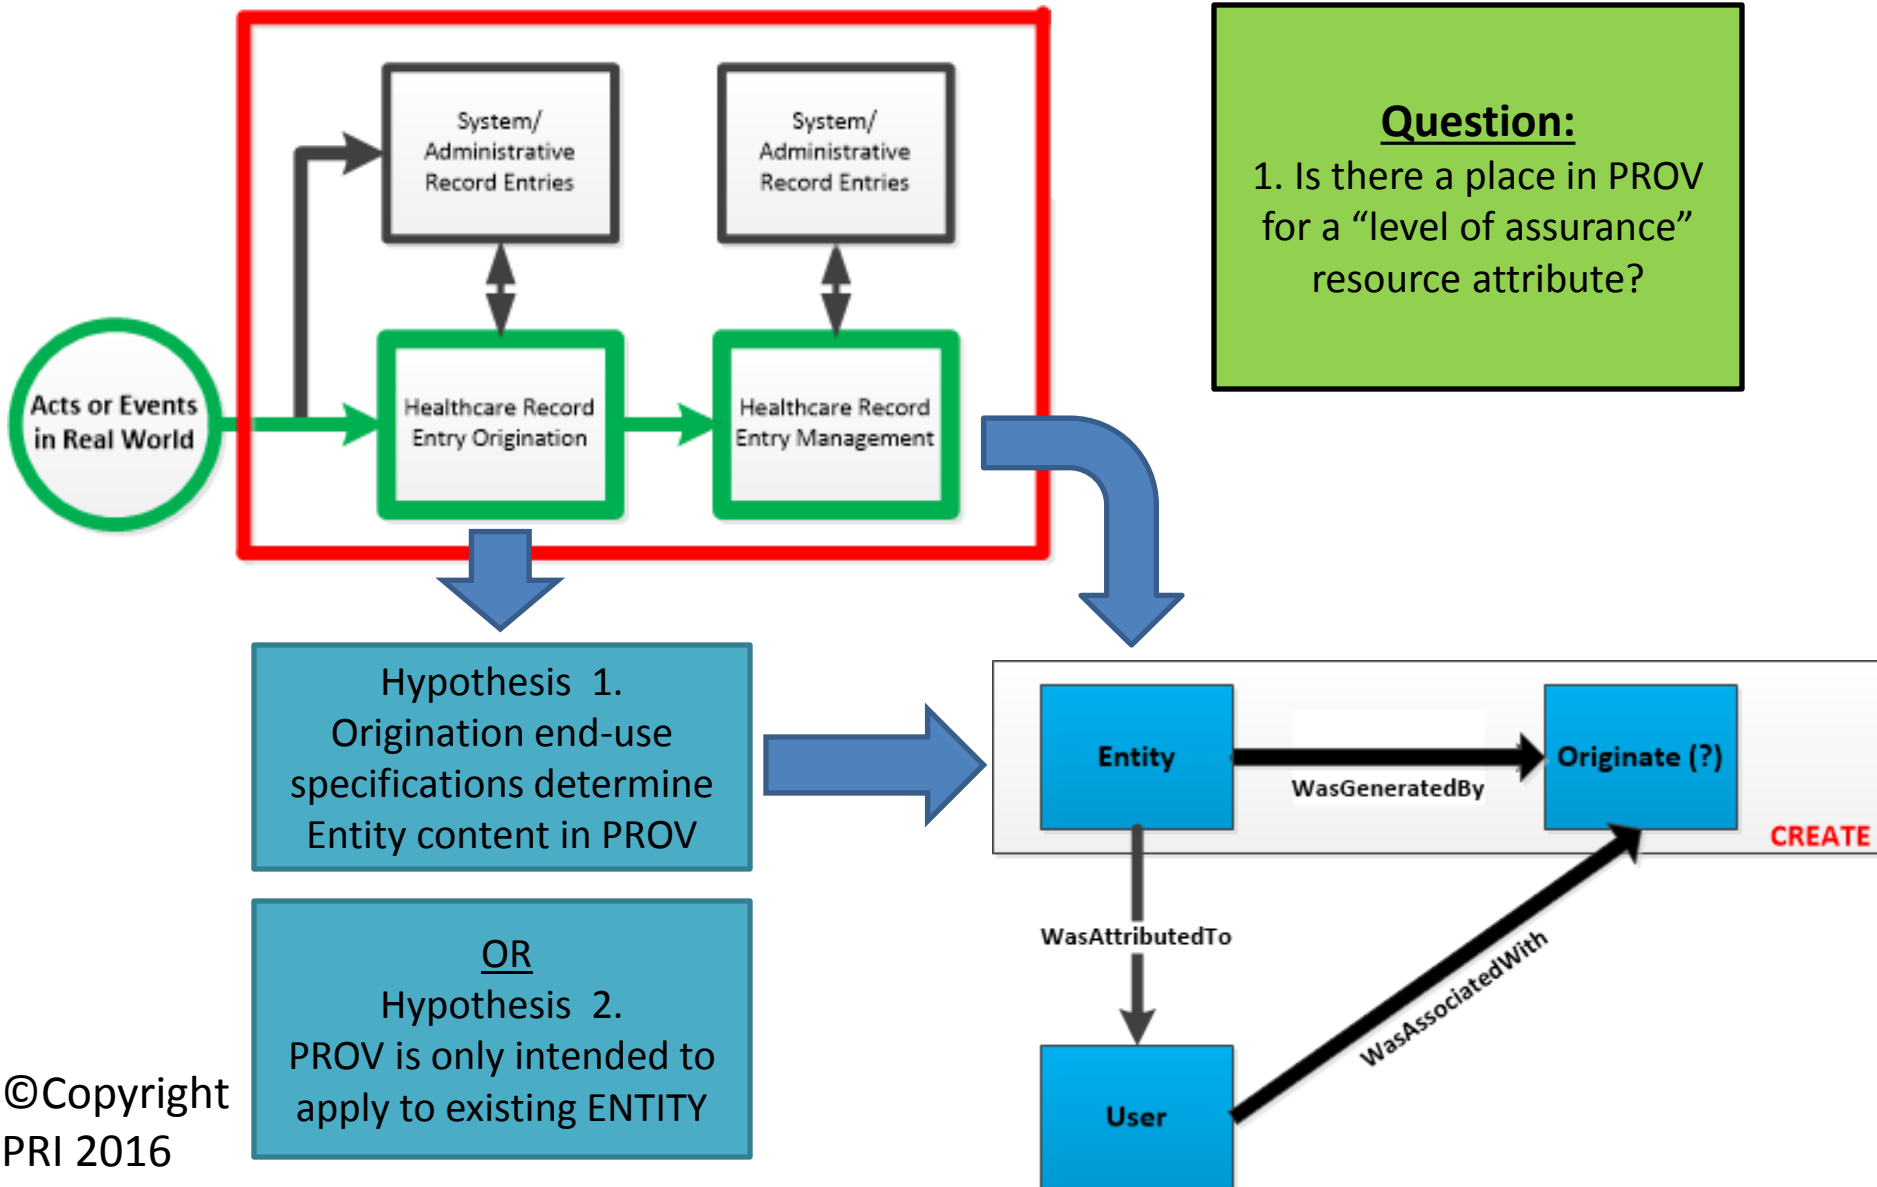 System/
Administrative
Record Entries
System/
Administrative
Record Entries
Question:
1. Is there a place in PROV
for a “level of assurance”
resource attribute?
Acts or Events
in Real World
Healthcare Record
Entry Origination
Healthcare Record
Entry Management
Hypothesis 1.
Origination end-use
specifications determine
Entity content in PROV
OR
Hypothesis 2.
PROV is only intended to
apply to existing ENTITY
Entity
WasGeneratedBy
Originate (?)
CREATE
WasAttributedTo
WasAssociatedWith
User
©Copyright
PRI 2016